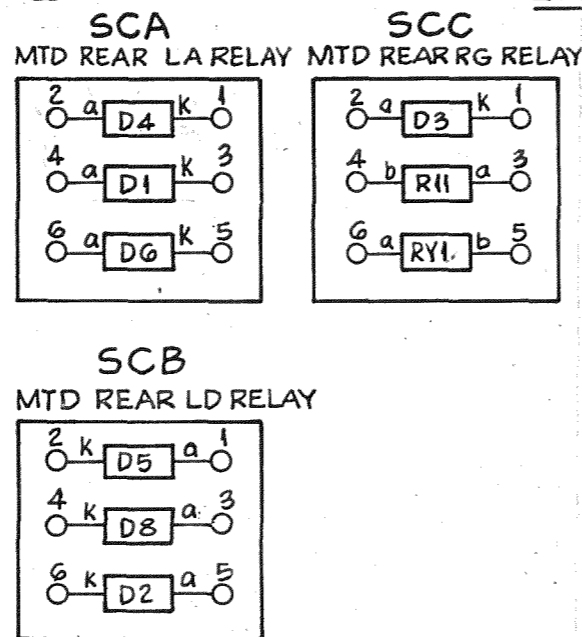 SCA
MTD REAR LA RELAY
2 a D4 k 1
4 a D1 k 3
6 a D6 k 5
SCC
MTD REAR RG RELAY
2 a D3 k 1
4 b R11 a 3
6 a RY1. b 5
SCB
MTD REAR LD RELAY
2 k D5 a 1
4 k D8 a 3
6 k D2 a 5